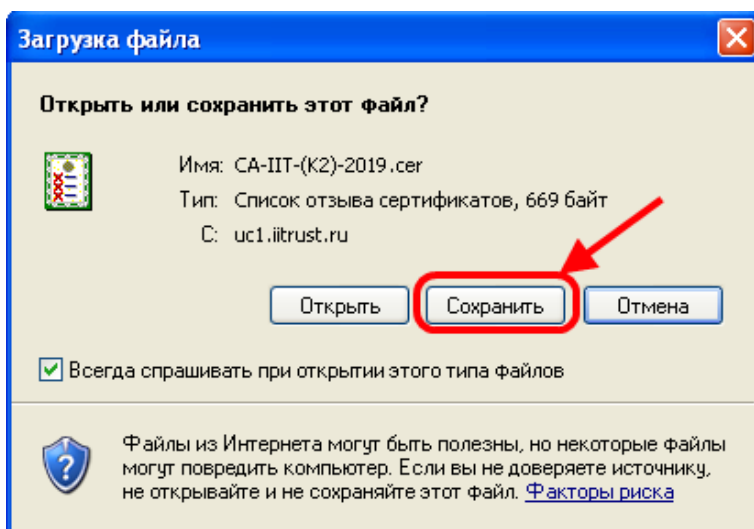 Загрузка файла
Открыть или сохранить этот файл?
Имя: CA-IIT-(K2)-2019.cer
Тип: Список отзыва сертификатов, 669 байт
С: uc1.iitrust.ru
Открыть Сохранить Отмена
Всегда спрашивать при открытии этого типа файлов
Файлы из Интернета могут быть полезны, но некоторые файлы
могут повредить компьютер. Если вы не доверяете источнику,
не открывайте и не сохраняйте этот файл. Факторы риска